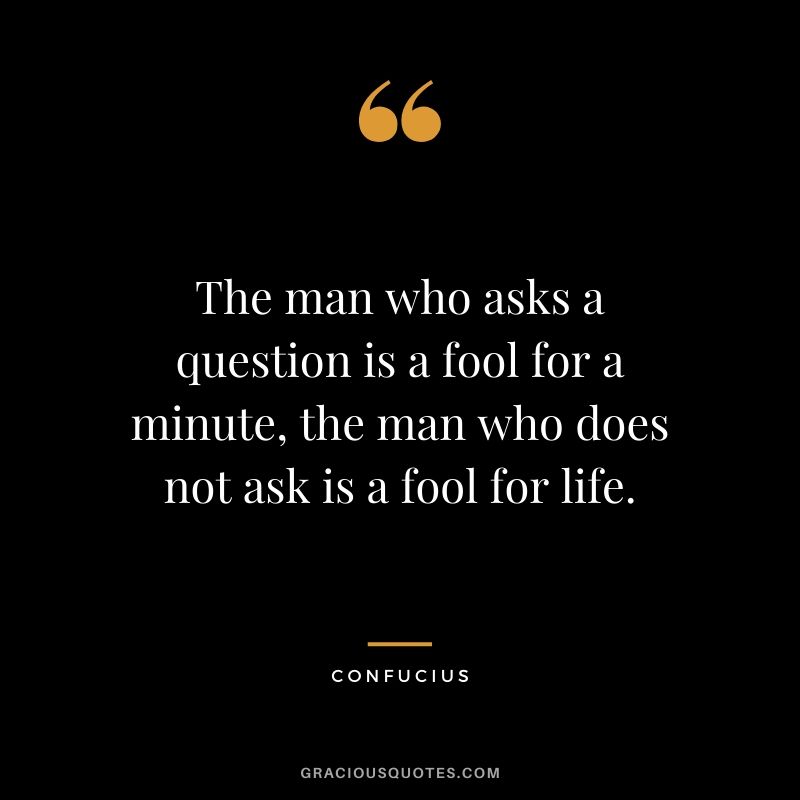 “
The man who asks a
question is a fool for a
minute, the man who does
not ask is a fool for life.
CONFUCIUS
GRACIOUSQUOTES.COM